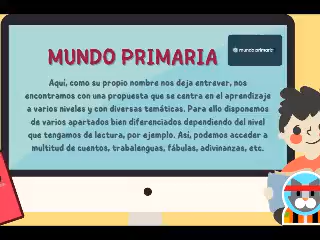 MUNDO PRIMARIA
mundo primaria
Aquí, como su propio nombre nos deja entrever, nos
encontramos con una propuesta que se centra en el aprendizaje
a varios niveles y con diversas temáticas. Para ello disponemos
de varios apartados bien diferenciados dependiendo del nivel
que tengamos de lectura, por ejemplo. Así, podemos acceder a
multitud de cuentos, trabalenguas, fábulas, adivinanzas, etc.